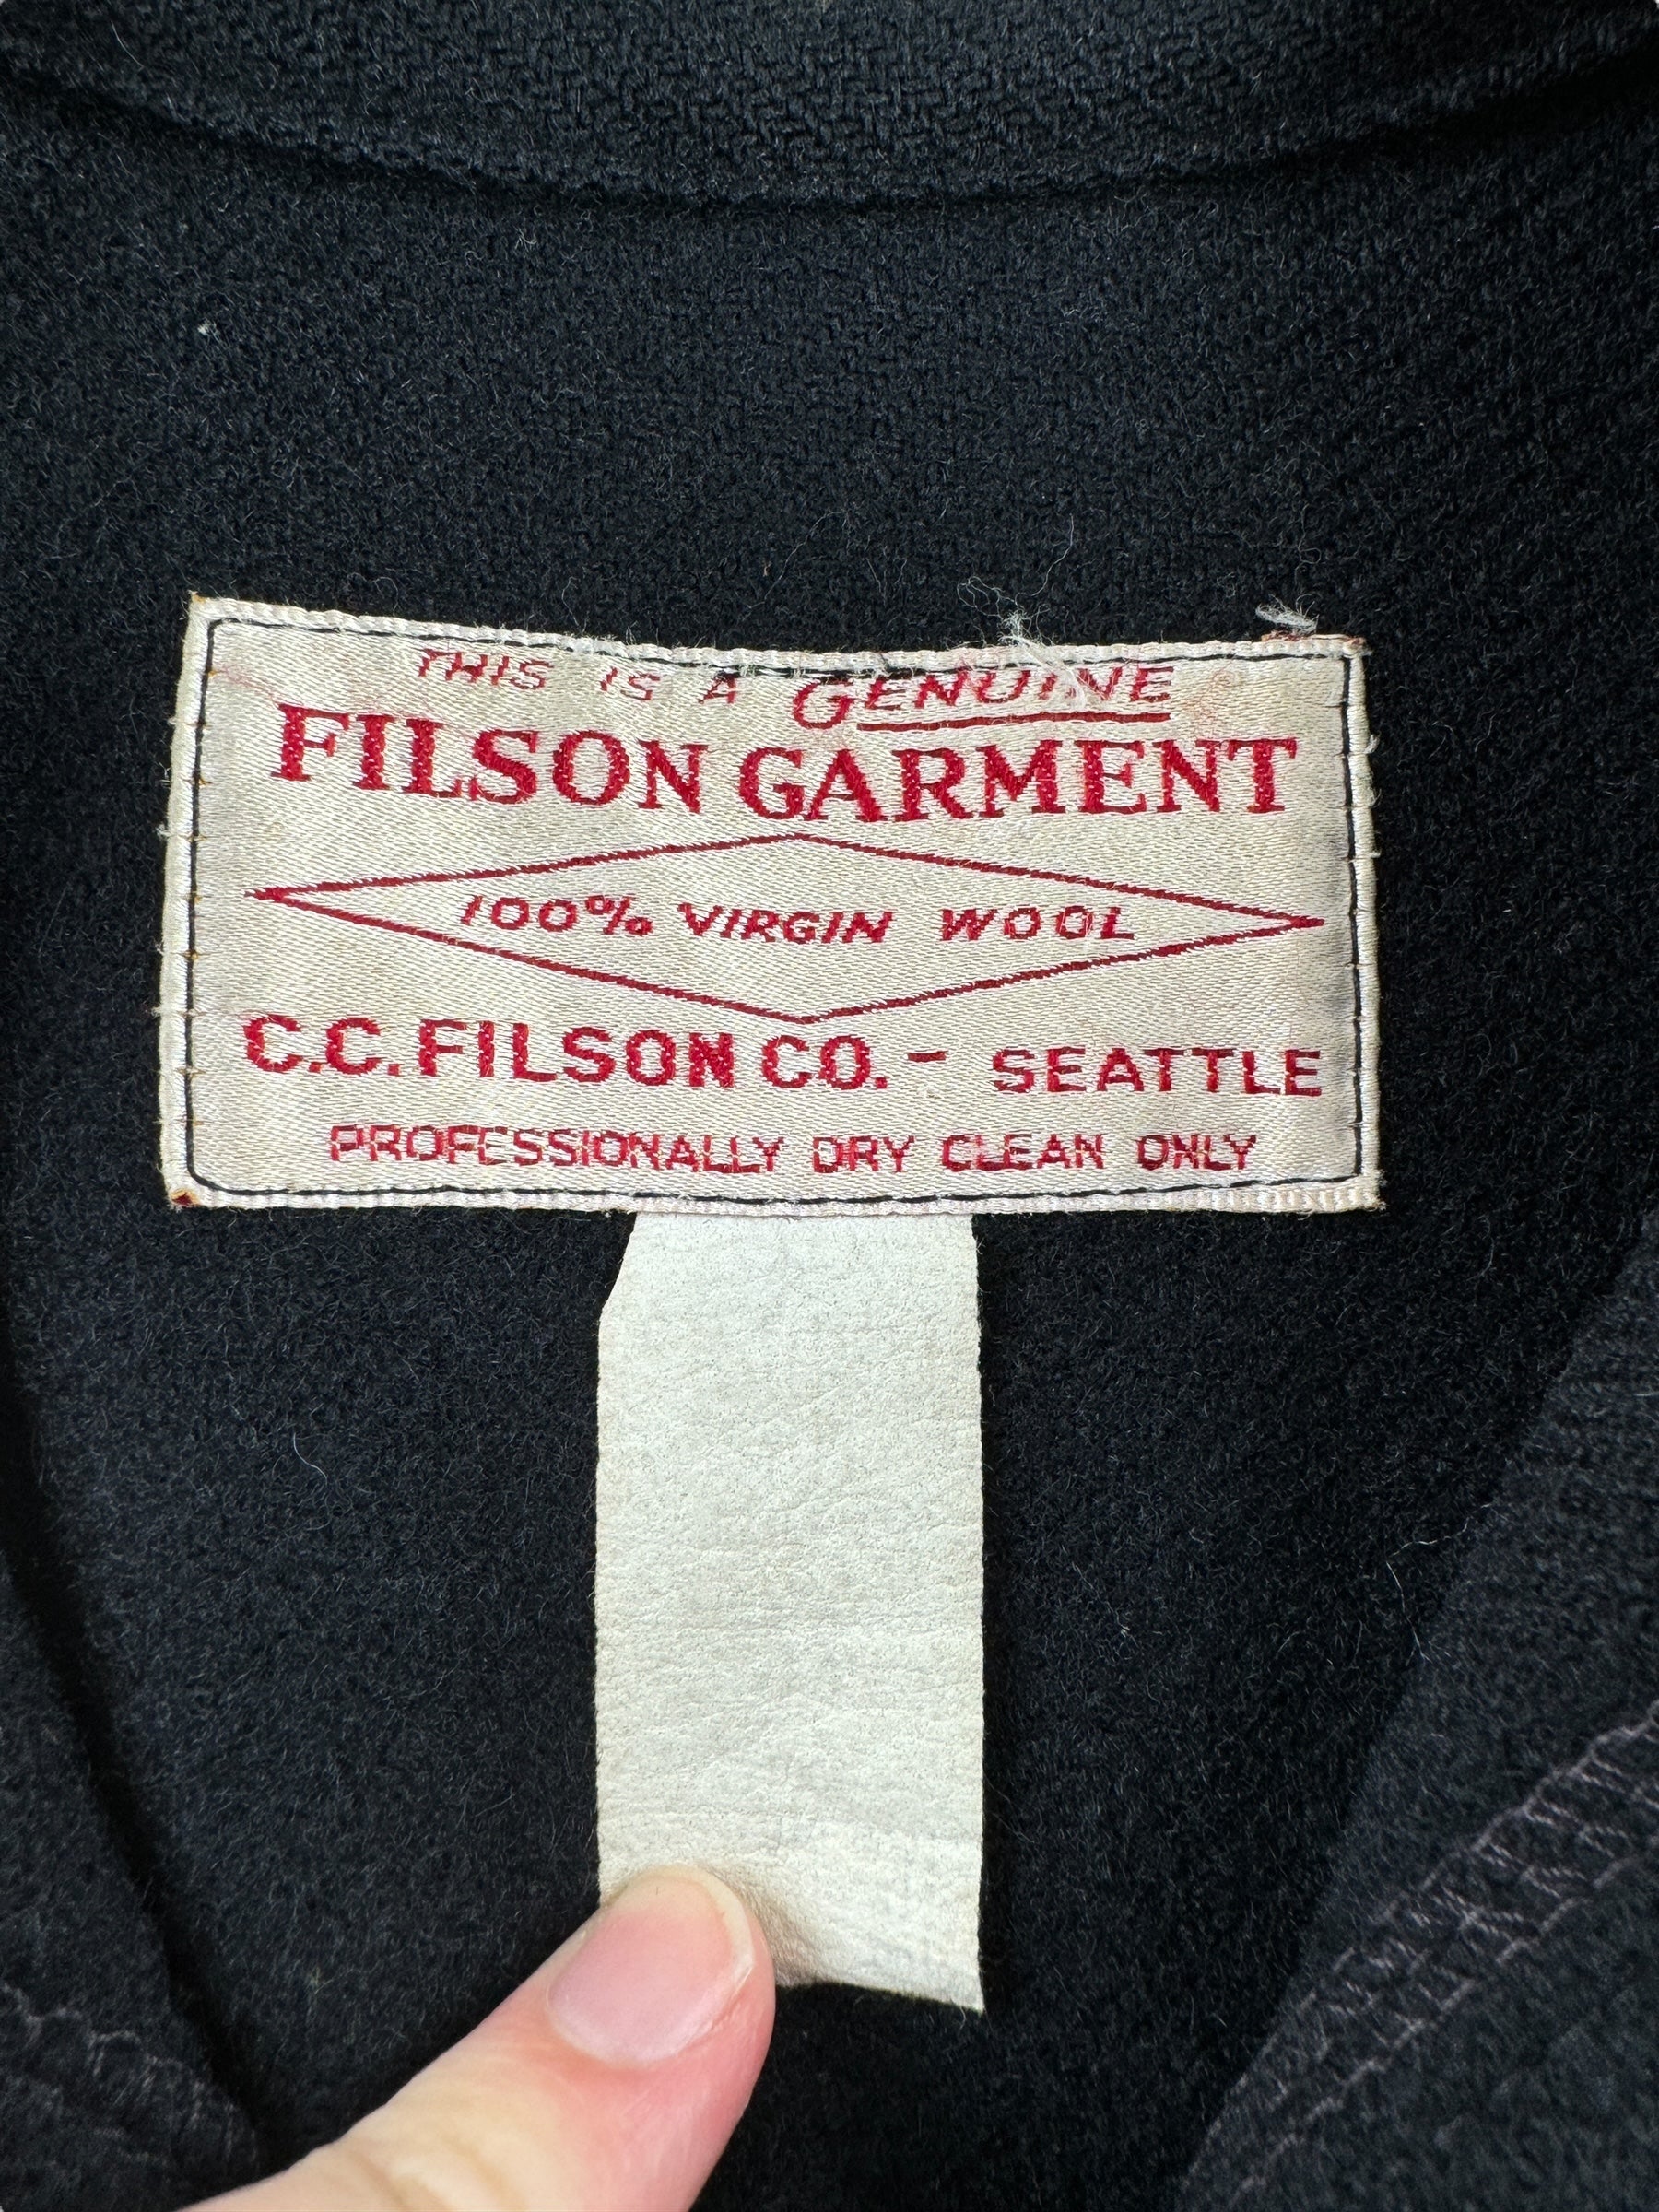 THIS IS A GENUINE
FILSON GARMENT
100% VIRGIN WOOL
C.C. FILSON CO. - SEATTLE
PROFESSIONALLY DRY CLEAN ONLY